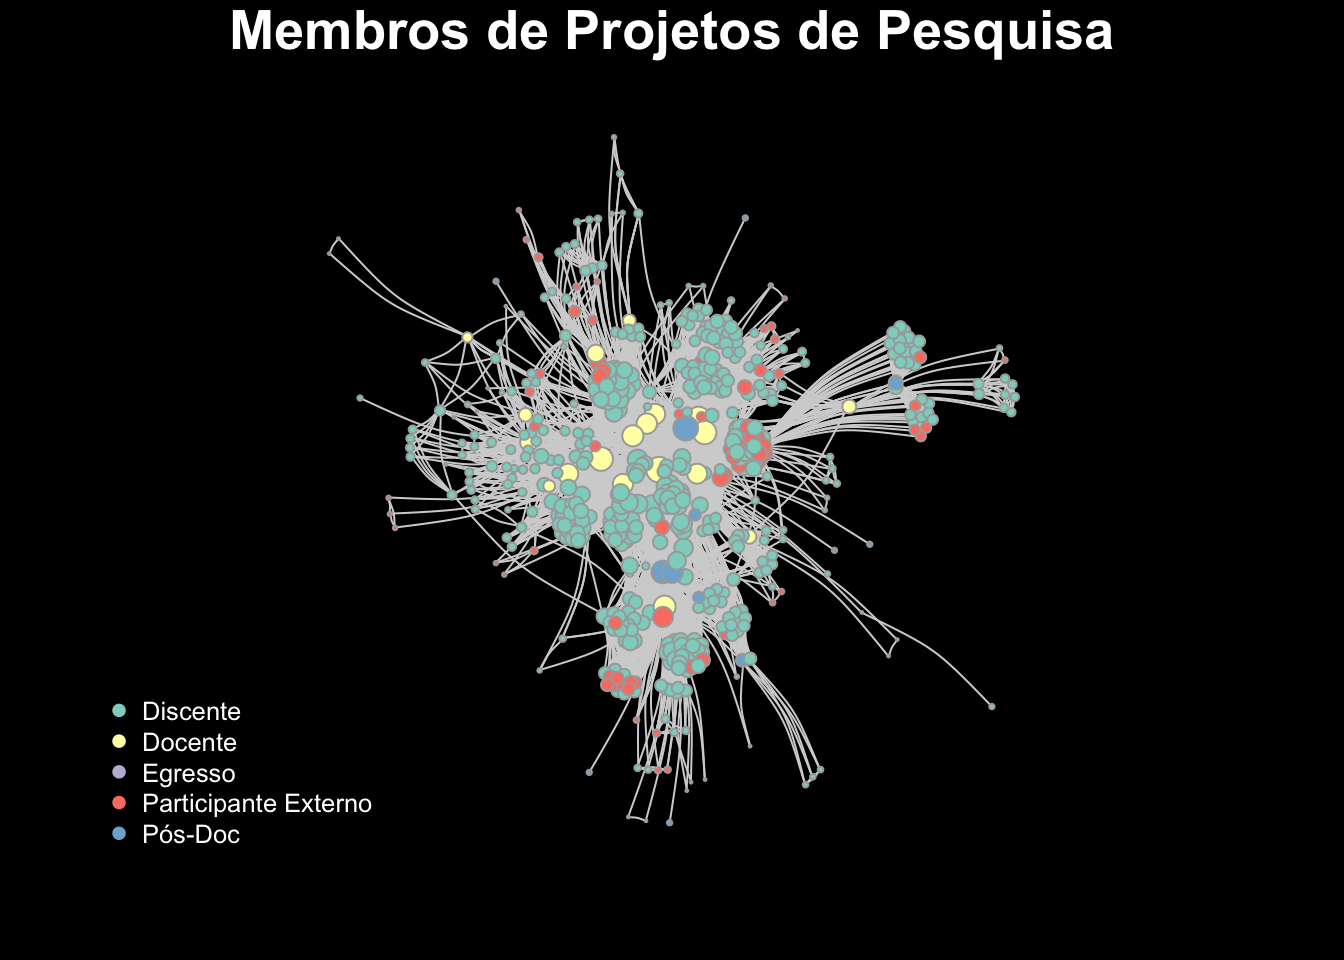 Membros de Projetos de Pesquisa
Discente
Docente
Egresso
Participante Externo
Pós-Doc